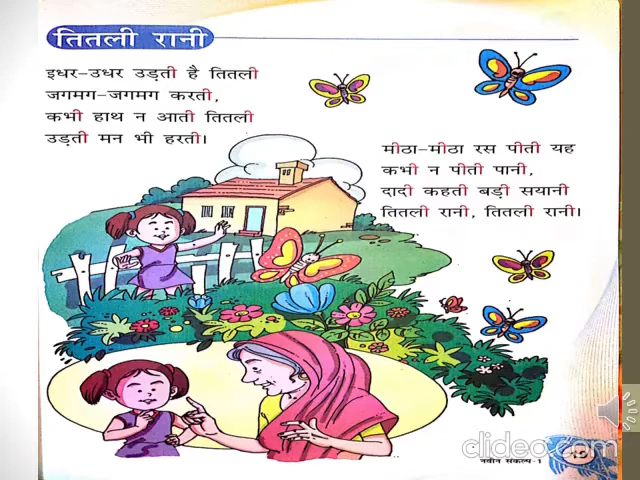 तितली रानी
इधर-उधर उड़ती है तितली
जगमग-जगमग करती,
कभी हाथ न आती तितली
उड़ती मन भी हरती।
मीठा-मीठा रस पीती यह
कभी न पीती पानी,
दादी कहती बड़ी सयानी
तितली रानी, तितली रानी।
clideo.com
नवीन संकल्प-1